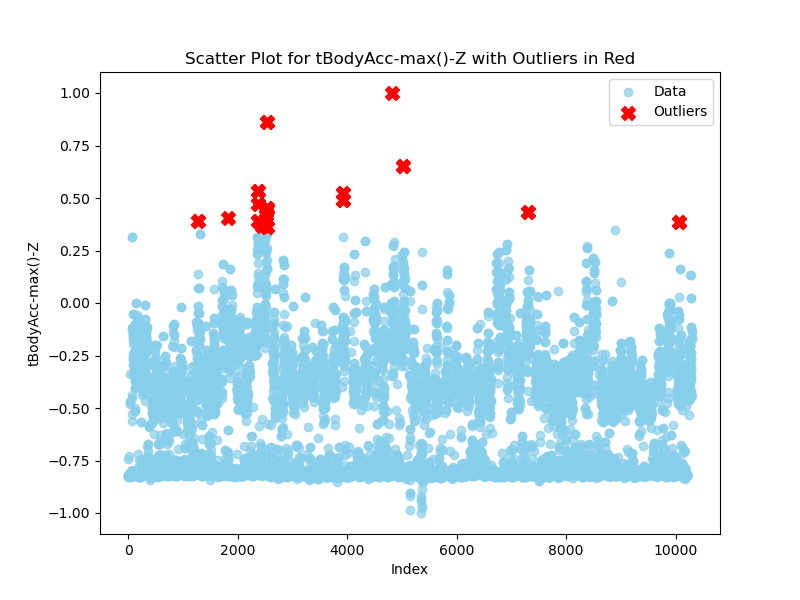 Scatter Plot for tBodyAcc-max()-Z with Outliers in Red
Data
Outliers
tBodyAcc-max()-Z
1.00
0.75
0.50
0.25
0.00
−0.25
−0.50
−0.75
−1.00
0 2000 4000 6000 8000 10000
Index